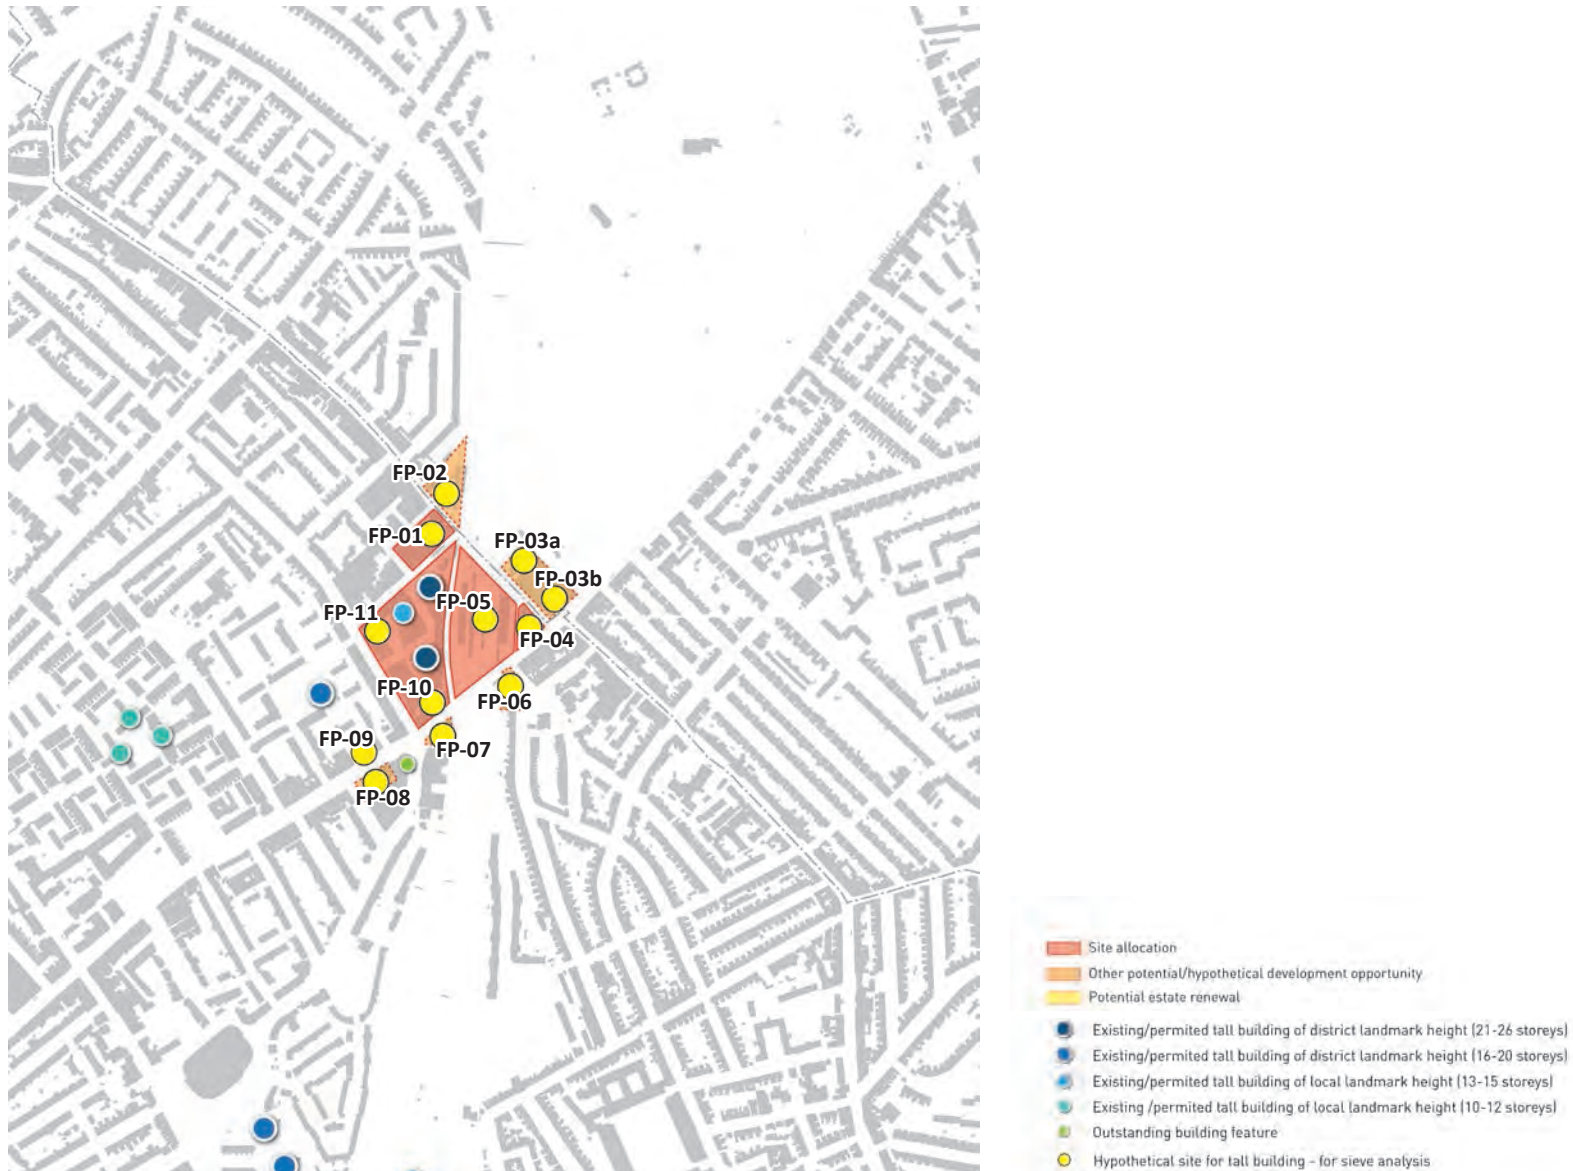 FP-02
FP-01
FP-03a
FP-03b
FP-05
FP-11
FP-04
FP-10
FP-06
FP-09
FP-07
FP-08
Site allocation
Other potential/hypothetical development opportunity
Potential estate renewal
Existing/permited tall building of district landmark height (21-26 storeys)
Existing/permited tall building of district landmark height (16-20 storeys)
Existing/permited tall building of local landmark height (13-15 storeys)
Existing /permited tall building of local landmark height (10-12 storeys)
Outstanding building feature
Hypothetical site for tall building - for sieve analysis